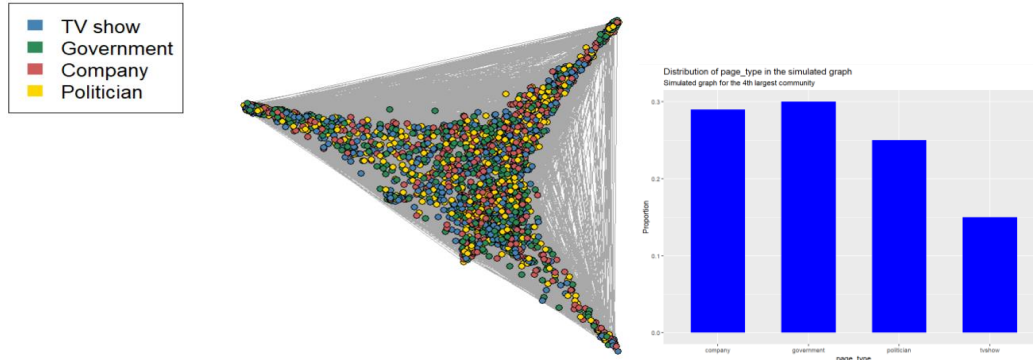 TV show
Government
Company
Politician
Distribution of page_type in the simulated graph
Simulated graph for the 4th largest community
0.3
0.2
0.1
0.0
Proportion
company
government
politician
tvshow
page_type